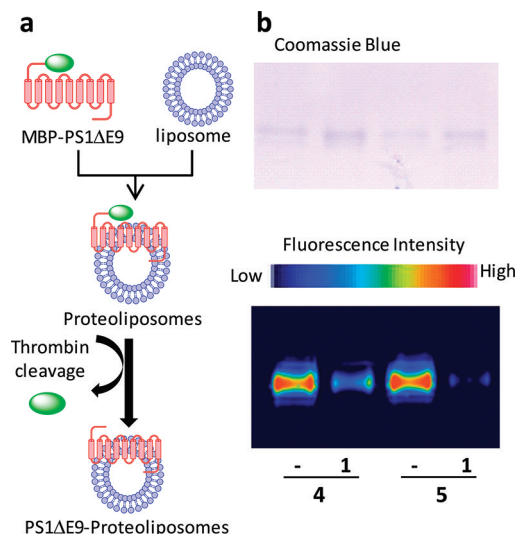 a
MBP-PS1ΔE9
liposome
Proteoliposomes
Thrombin
cleavage
PS1ΔE9-Proteoliposomes
b
Coomassie Blue
Fluorescence Intensity
Low
High
- 1 - 1
4 5